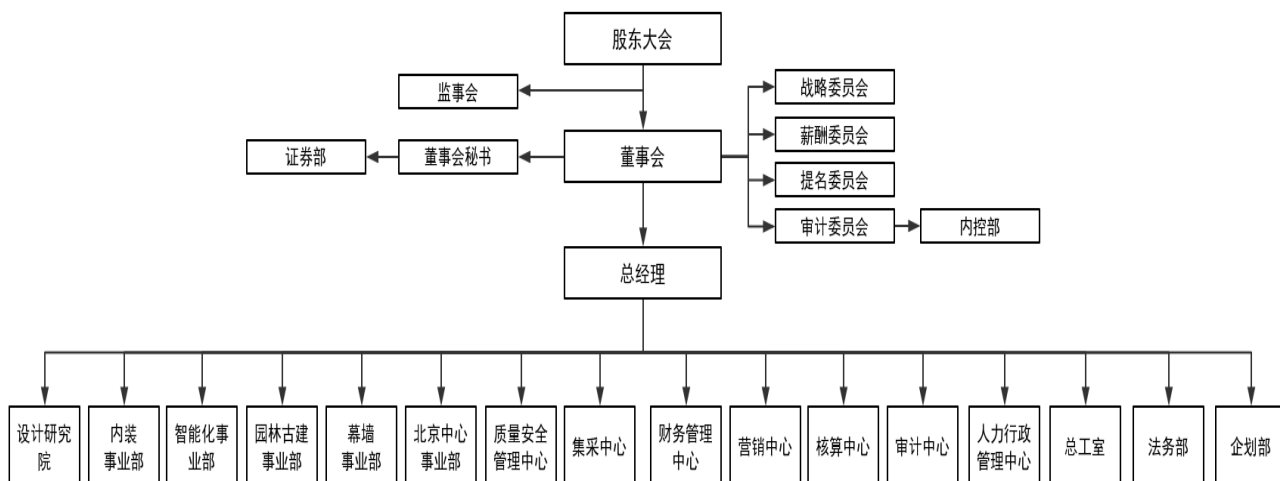 股东大会
监事会
战略委员会
薪酬委员会
证券部
董事会秘书
董事会
提名委员会
审计委员会
内控部
总经理
设计研究
院
内装
事业部
智能化事
业部
园林古建
事业部
幕墙
事业部
北京中心
事业部
质量安全
管理中心
集采中心
财务管理
中心
营销中心
核算中心
审计中心
人力行政
管理中心
总工室
法务部
企划部